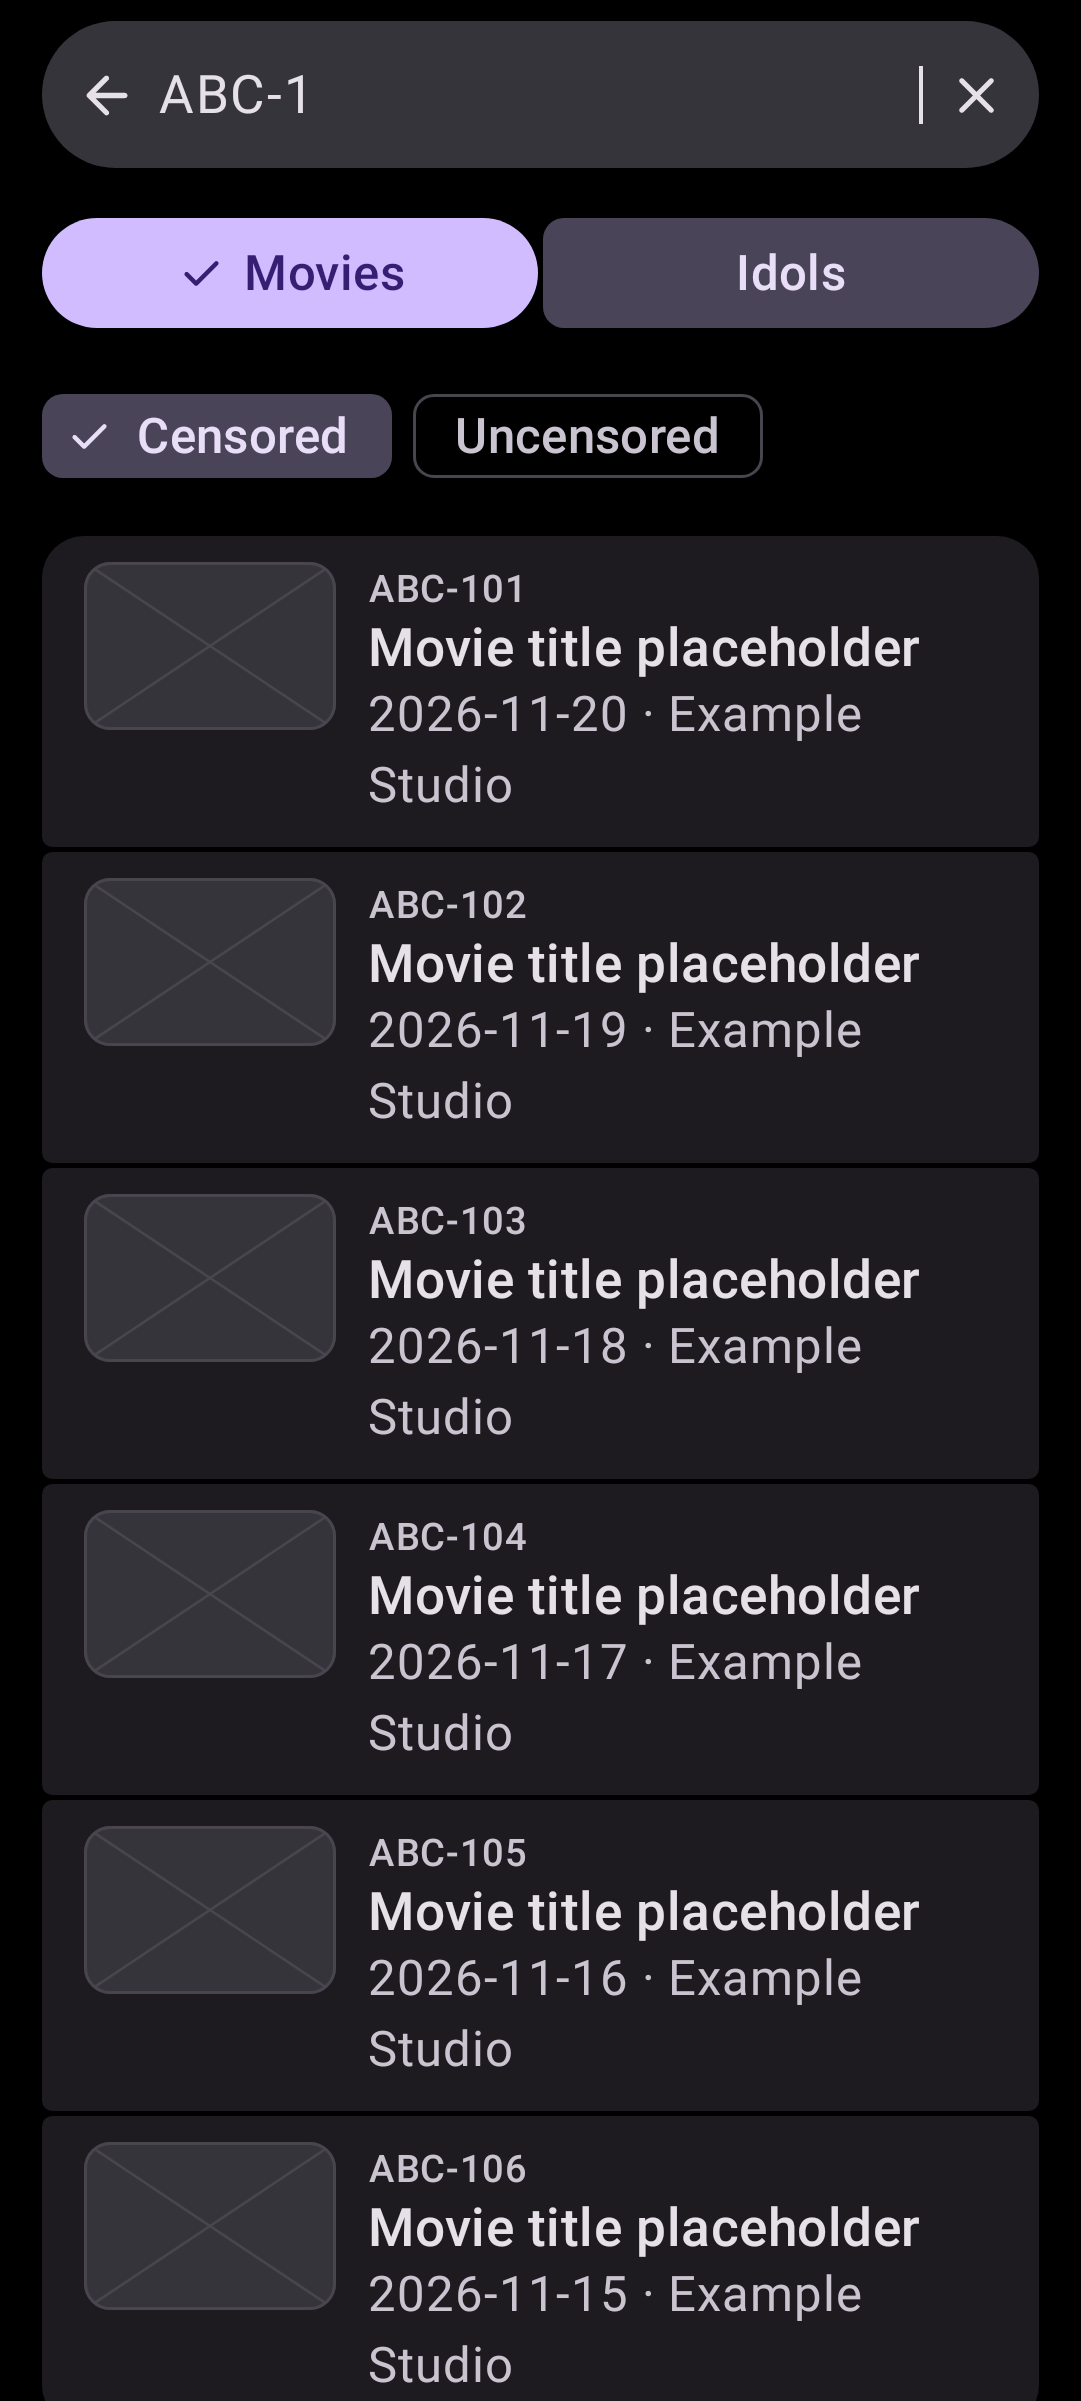 ABC-1
Movies
Idols
Censored
Uncensored
ABC-101
Movie title placeholder
2026-11-20 · Example
Studio
ABC-102
Movie title placeholder
2026-11-19 · Example
Studio
ABC-103
Movie title placeholder
2026-11-18 · Example
Studio
ABC-104
Movie title placeholder
2026-11-17 · Example
Studio
ABC-105
Movie title placeholder
2026-11-16 · Example
Studio
ABC-106
Movie title placeholder
2026-11-15 · Example
Studio